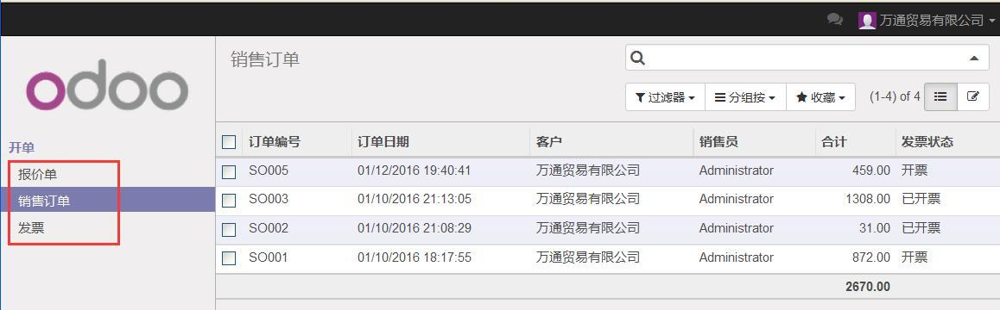 万通贸易有限公司
odoo
销售订单
过滤器 分组按 收藏 (1-4) of 4
开单
报价单
销售订单
发票
订单编号 订单日期 客户 销售员 合计 发票状态
SO005 01/12/2016 19:40:41 万通贸易有限公司 Administrator 459.00 开票
SO003 01/10/2016 21:13:05 万通贸易有限公司 Administrator 1308.00 已开票
SO002 01/10/2016 21:08:29 万通贸易有限公司 Administrator 31.00 已开票
SO001 01/10/2016 18:17:55 万通贸易有限公司 Administrator 872.00 开票
2670.00